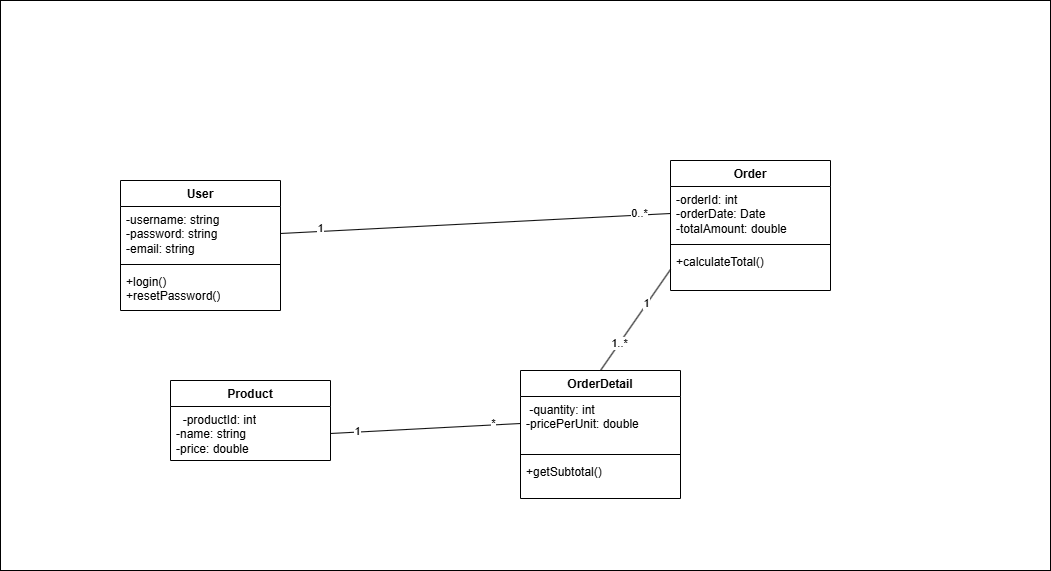 User
-username: string
-password: string
-email: string
+login()
+resetPassword()
1
0..*
Order
-orderId: int
-orderDate: Date
-totalAmount: double
+calculateTotal()
1
1..*
Product
-productId: int
-name: string
-price: double
1
*
OrderDetail
-quantity: int
-pricePerUnit: double
+getSubtotal()